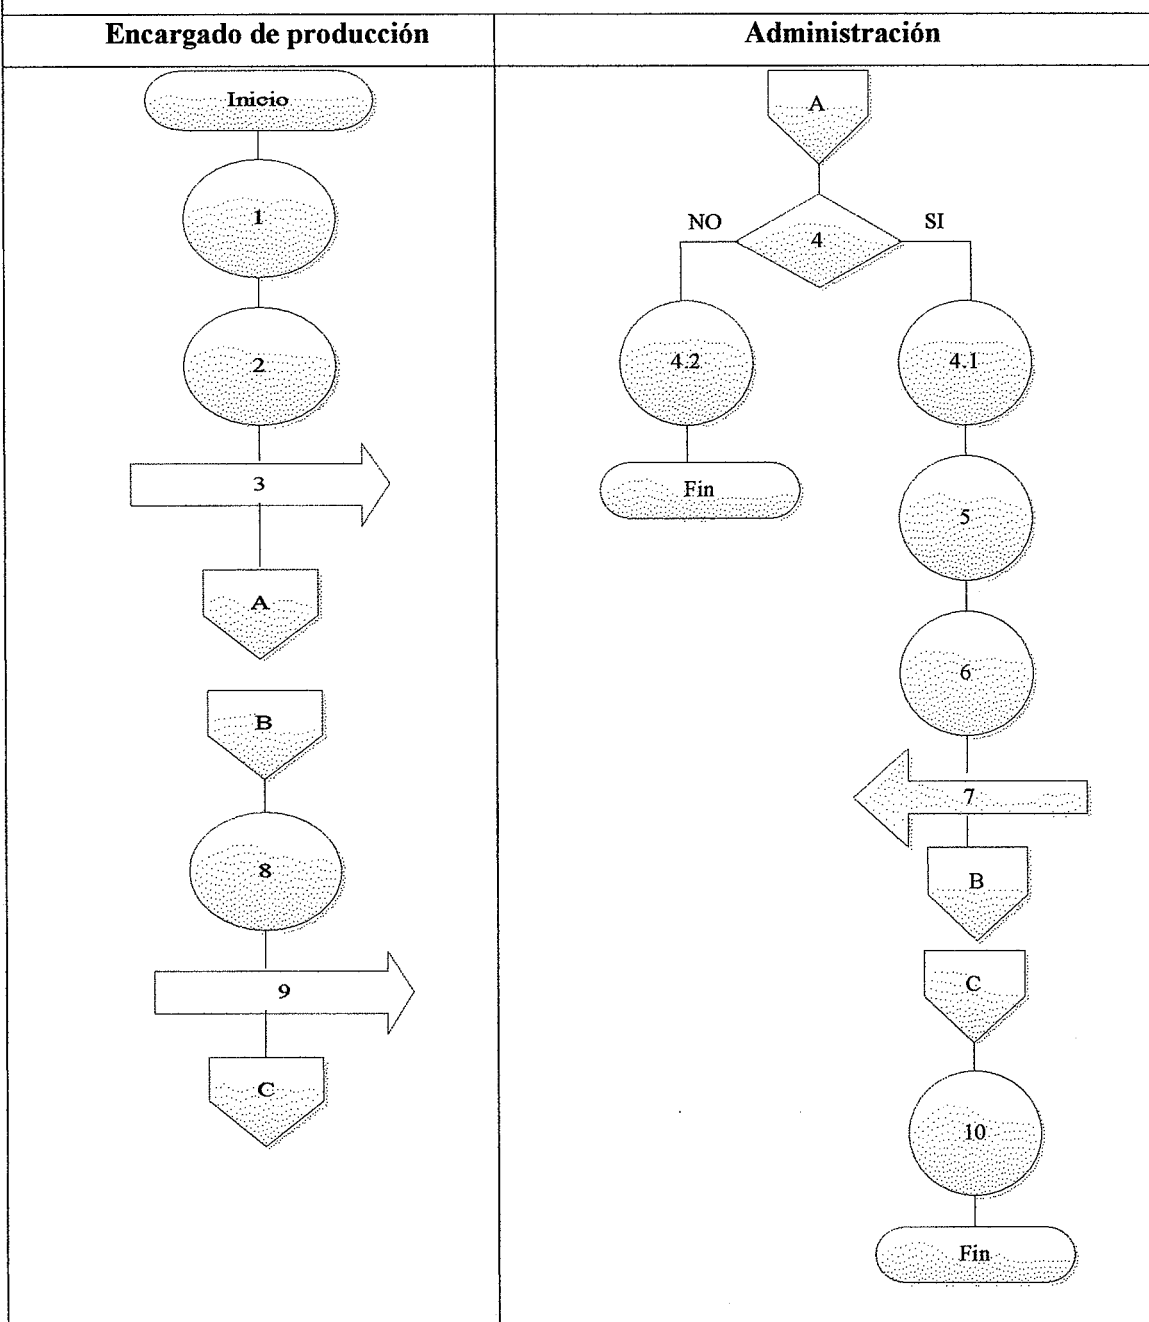 Encargado de producción
Administración
Inicio
1
2
3
A
B
8
9
C
A
4
NO
SI
4.2
4.1
Fin
5
6
7
B
C
10
Fin